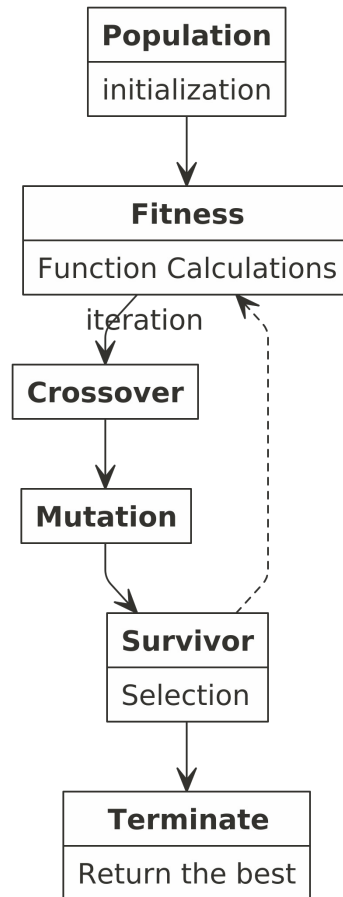 Population
initialization
Fitness
Function Calculations
iteration
Crossover
Mutation
Survivor
Selection
Terminate
Return the best